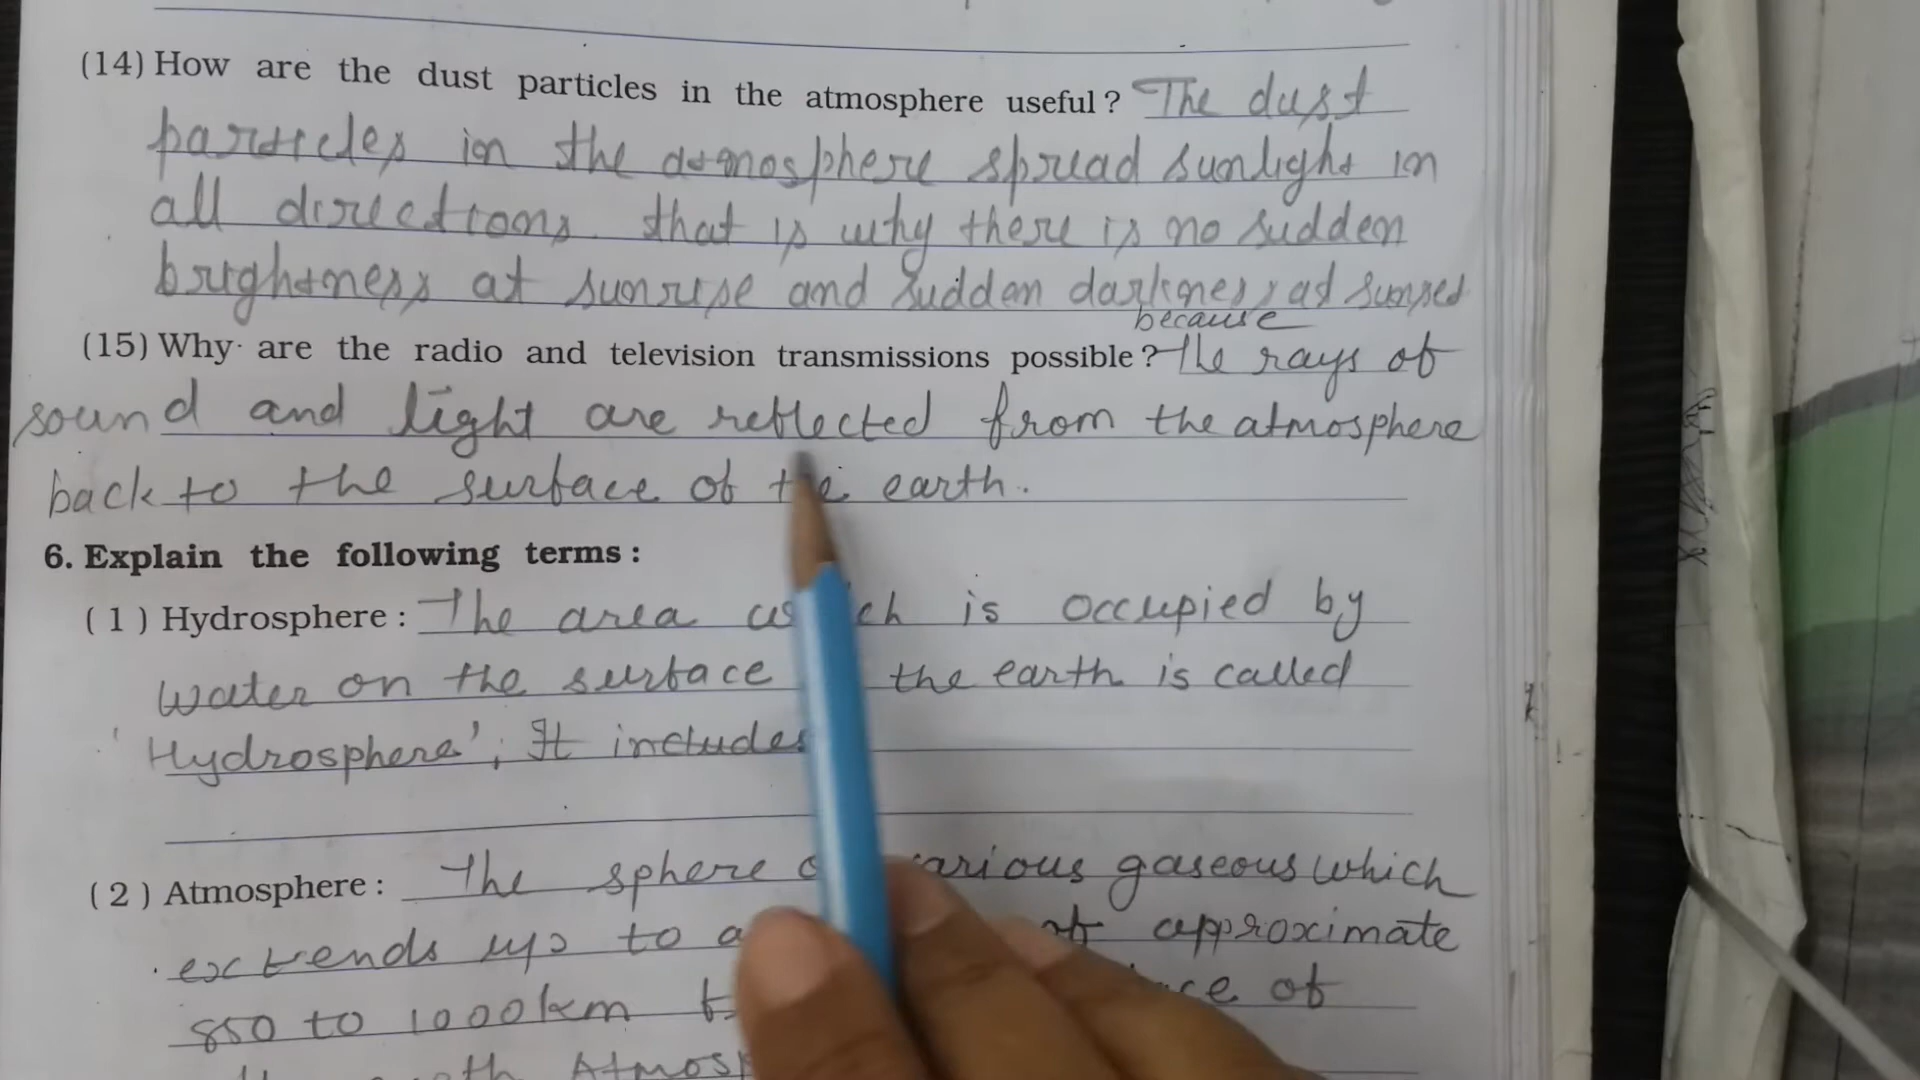 (14) How are the dust particles in the atmosphere useful? The dust
particles in the atmosphere spread sunlight in
all directions. that is why there is no sudden
brightness at sunrise and sudden darkness at sunset
because
(15) Why are the radio and television transmissions possible? The rays of
sound and light are reflected from the atmosphere
back to the surface of the earth.
6. Explain the following terms:
(1) Hydrosphere: The area which is occupied by
water on the surface the earth is called
'Hydrosphere', It includes
(2) Atmosphere: The sphere various gaseous which
extends up to of approximate
850 to 1000km of
Atmosp